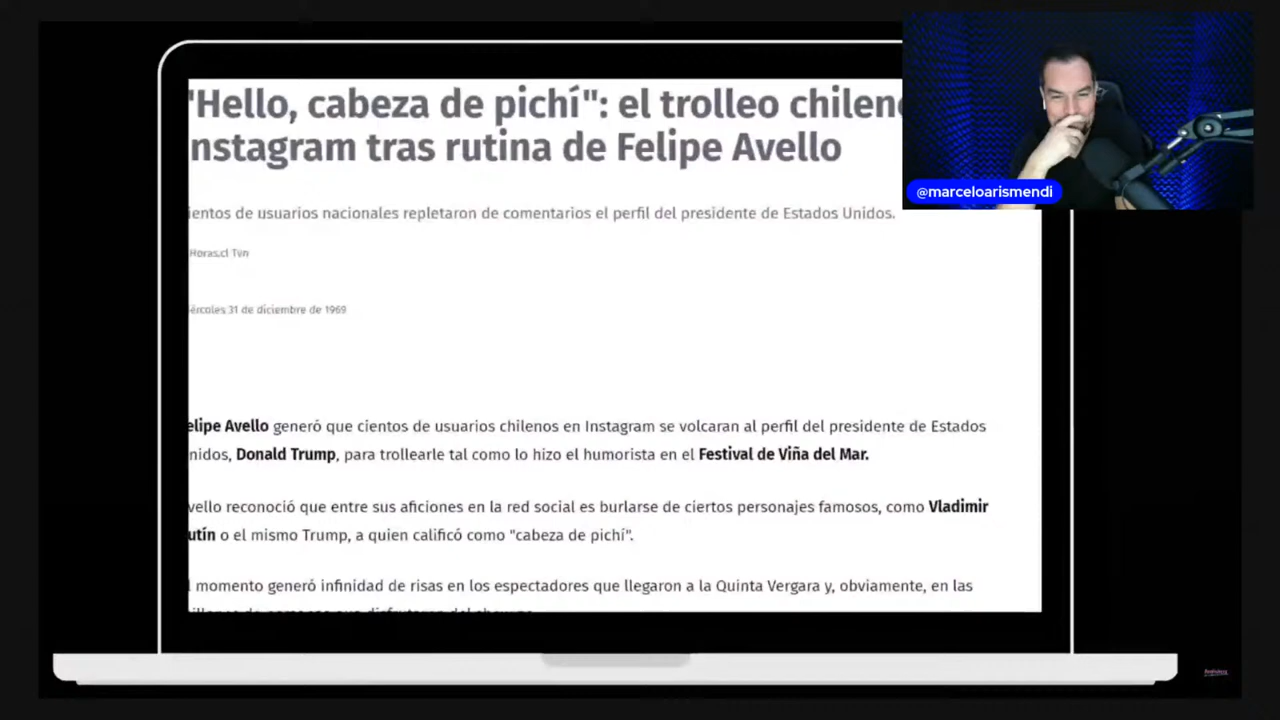 "Hello, cabeza de pichí": el trolleo chileno
nstagram tras rutina de Felipe Avello
@marceloarismendi
ientos de usuarios nacionales repletaron de comentarios el perfil del presidente de Estados Unidos.
Horas.cl Tvn
ércoles 31 de diciembre de 1969
elipe Avello generó que cientos de usuarios chilenos en Instagram se volcaran al perfil del presidente de Estados
nidos, Donald Trump, para trollearle tal como lo hizo el humorista en el Festival de Viña del Mar.
vello reconoció que entre sus aficiones en la red social es burlarse de ciertos personajes famosos, como Vladimir
utín o el mismo Trump, a quien calificó como "cabeza de pichí".
l momento generó infinidad de risas en los espectadores que llegaron a la Quinta Vergara y, obviamente, en las